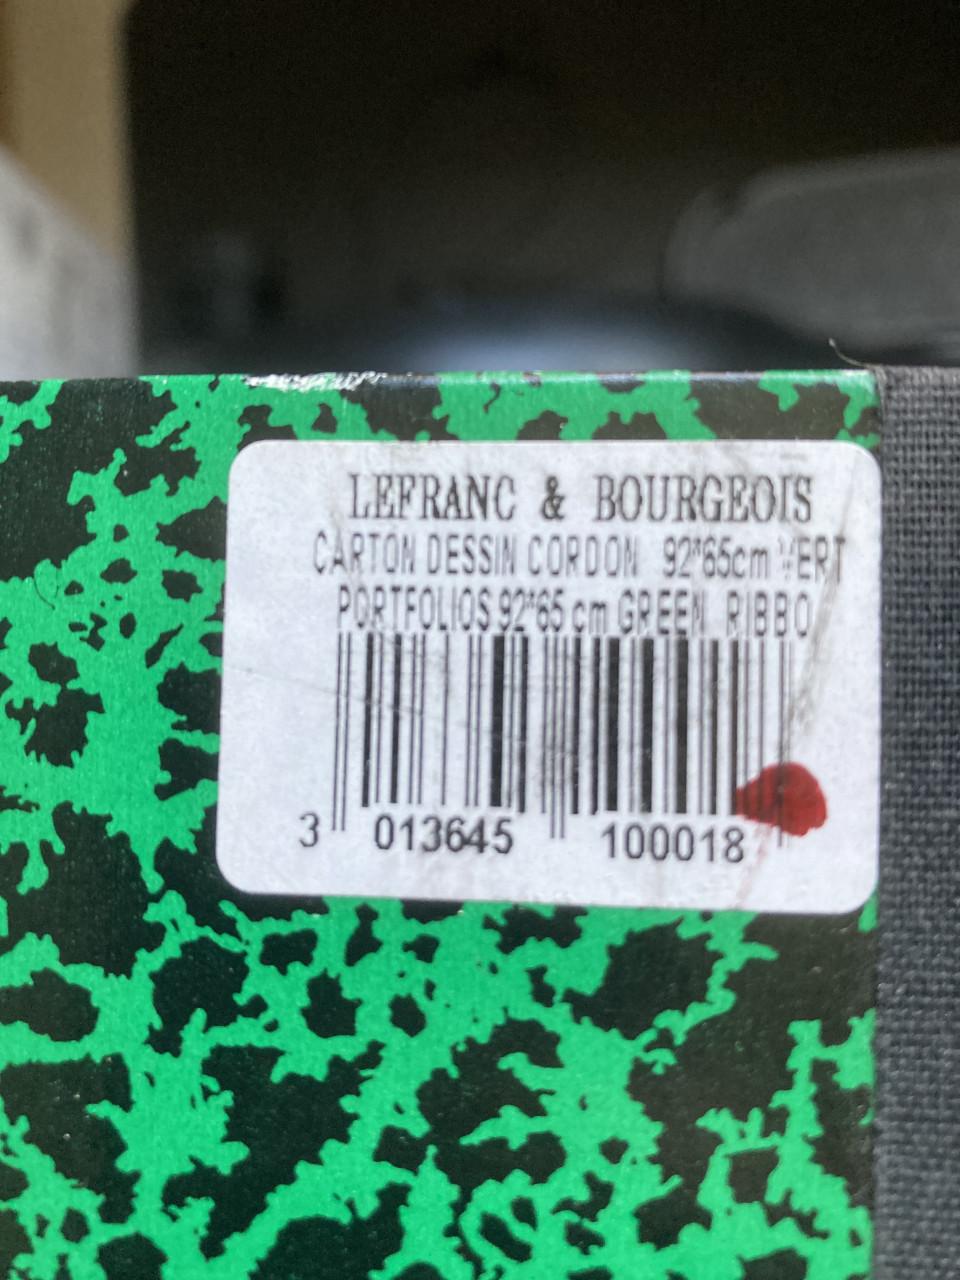 LEFRANC & BOURGEOIS
CARTON DESSIN CORDON 92*65cm VERT
PORTFOLIOS 92*65 cm GREEN RIBBO
3 013645 100018